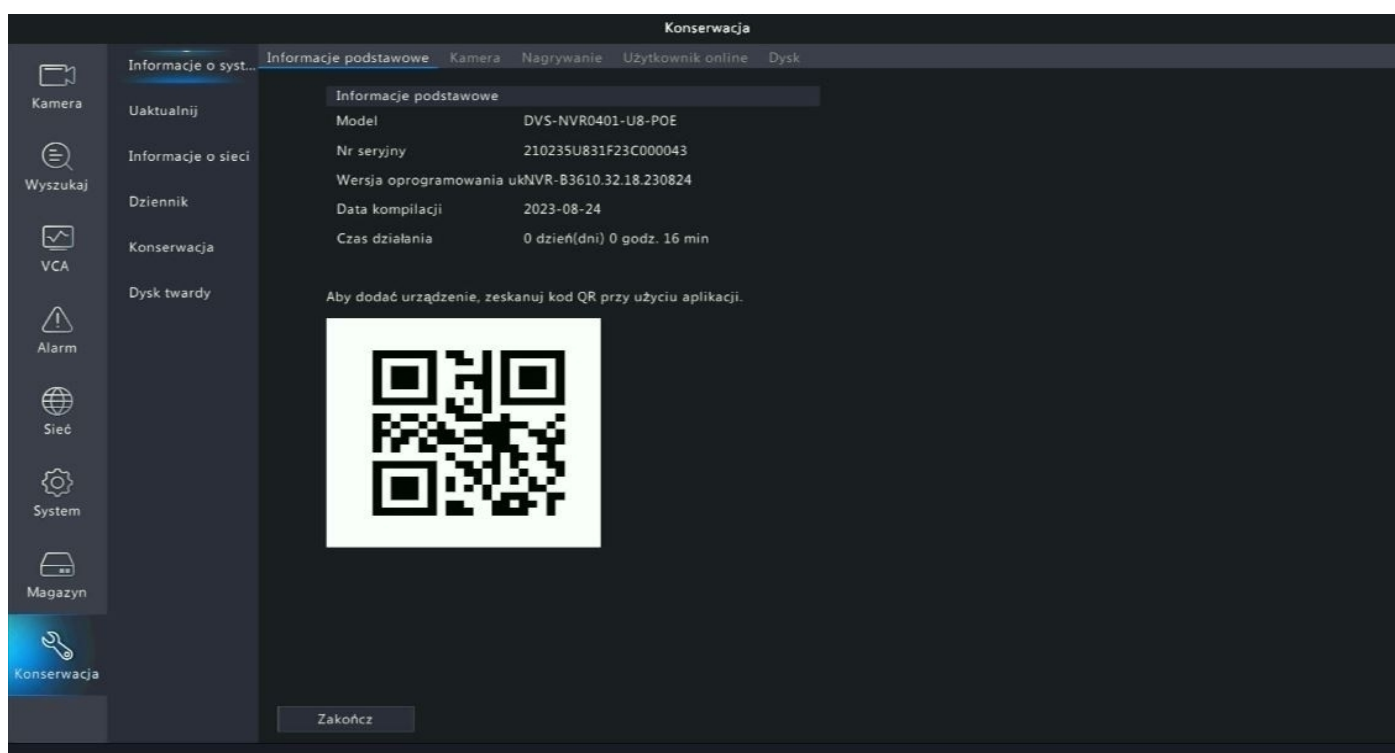 Konserwacja
Kamera
Wyszukaj
VCA
Alarm
Sieć
System
Magazyn
Konserwacja
Informacje o syst...
Uaktualnij
Informacje o sieci
Dziennik
Konserwacja
Dysk twardy
Informacje podstawowe Kamera Nagrywanie Użytkownik online Dysk
Informacje podstawowe
Model DVS-NVR0401-U8-POE
Nr seryjny 210235U831F23C000043
Wersja oprogramowania ukNVR-B3610.32.18.230824
Data kompilacji 2023-08-24
Czas działania 0 dzień(dni) 0 godz. 16 min
Aby dodać urządzenie, zeskanuj kod QR przy użyciu aplikacji.
Zakończ